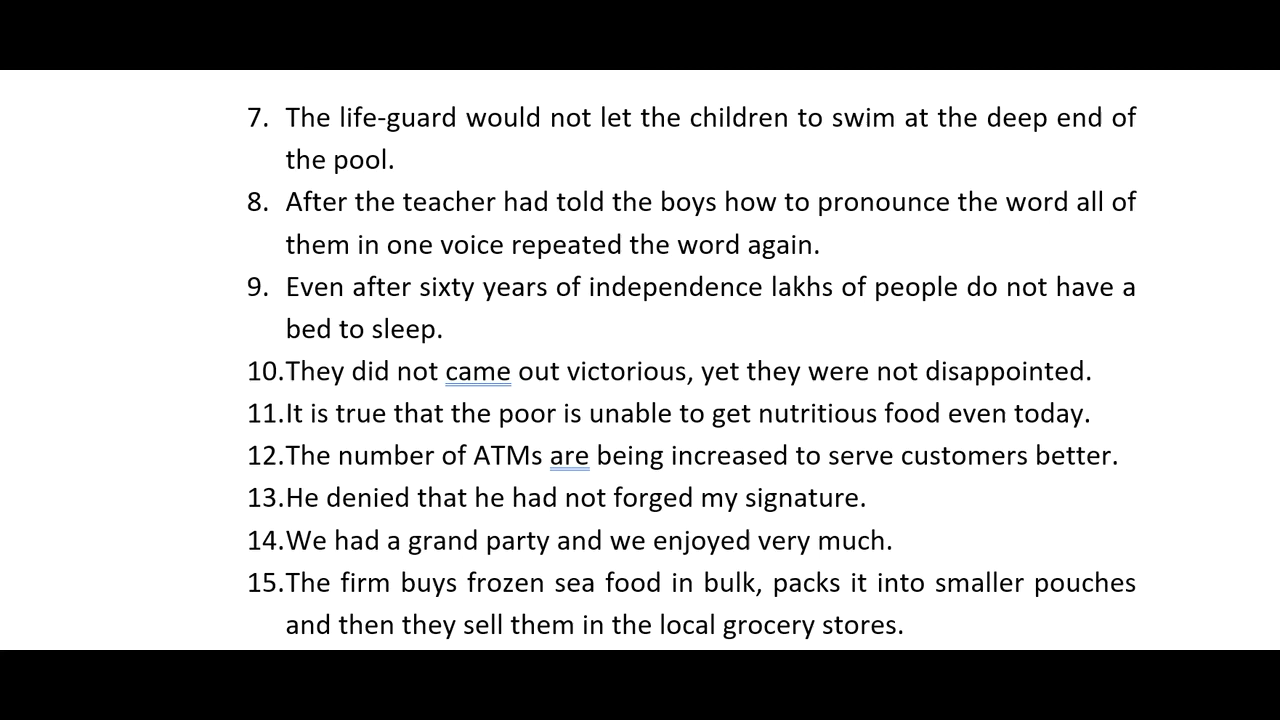 7. The life-guard would not let the children to swim at the deep end of
the pool.
8. After the teacher had told the boys how to pronounce the word all of
them in one voice repeated the word again.
9. Even after sixty years of independence lakhs of people do not have a
bed to sleep.
10.They did not came out victorious, yet they were not disappointed.
11.It is true that the poor is unable to get nutritious food even today.
12.The number of ATMs are being increased to serve customers better.
13.He denied that he had not forged my signature.
14.We had a grand party and we enjoyed very much.
15.The firm buys frozen sea food in bulk, packs it into smaller pouches
and then they sell them in the local grocery stores.